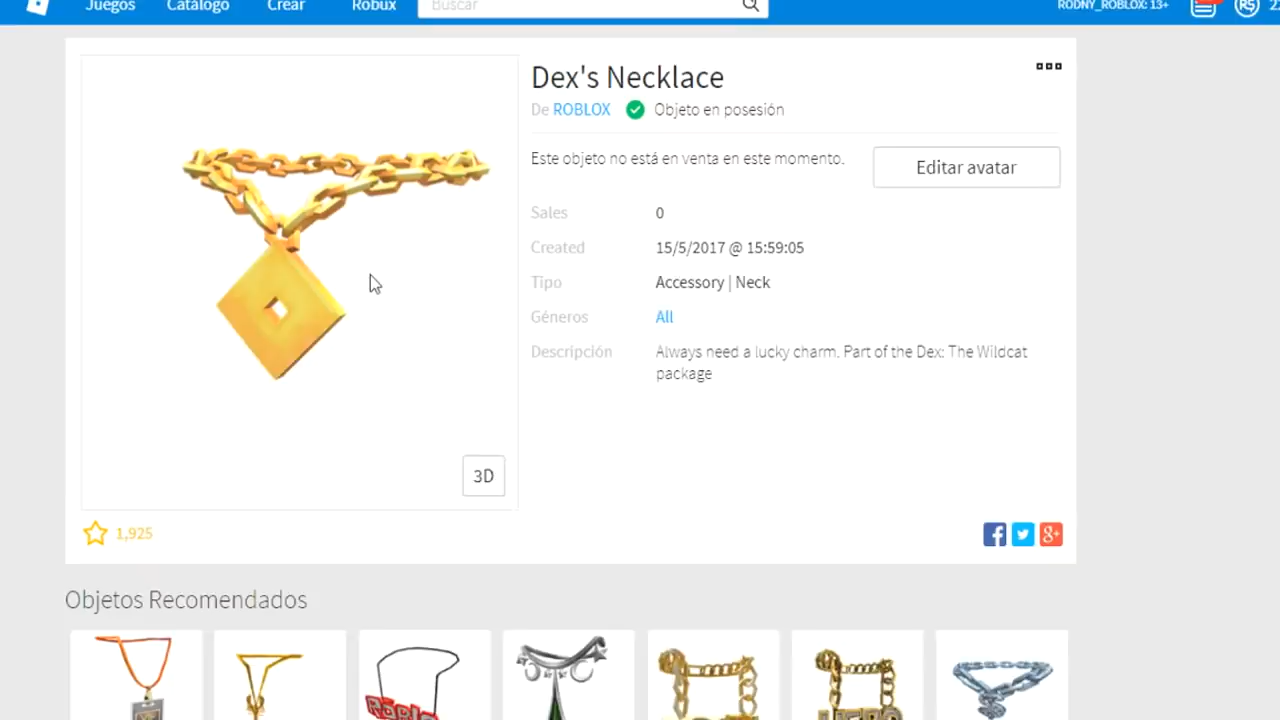 Juegos Catálogo Crear Robux Buscar RODNY_ROBLOX: 13+ R$
Dex's Necklace
De ROBLOX Objeto en posesión
Este objeto no está en venta en este momento. Editar avatar
Sales 0
Created 15/5/2017 @ 15:59:05
Tipo Accessory | Neck
Géneros All
Descripción Always need a lucky charm. Part of the Dex: The Wildcat
package
3D
1,925
f g+
Objetos Recomendados